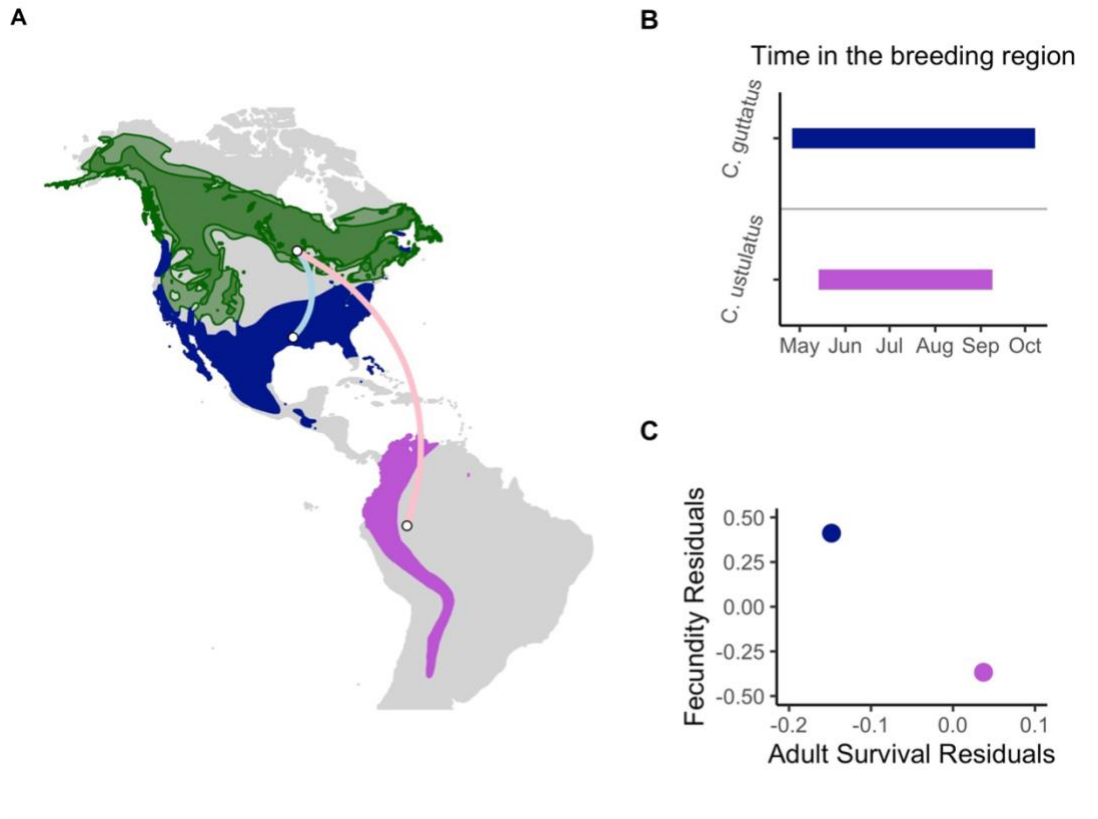 A
B
Time in the breeding region
C. guttatus
C. ustulatus
May Jun Jul Aug Sep Oct
C
Fecundity Residuals
0.50
0.25
0.00
-0.25
-0.50
-0.2 -0.1 0.0 0.1
Adult Survival Residuals